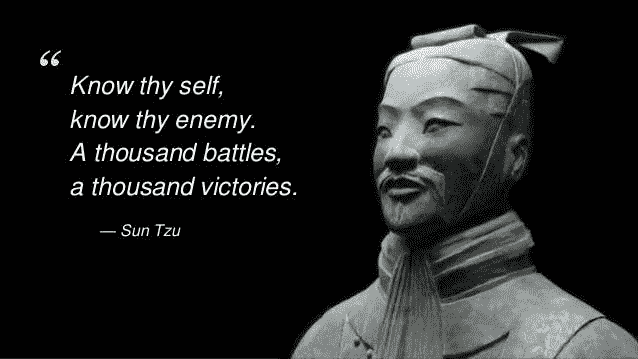 “
Know thy self,
know thy enemy.
A thousand battles,
a thousand victories.
— Sun Tzu